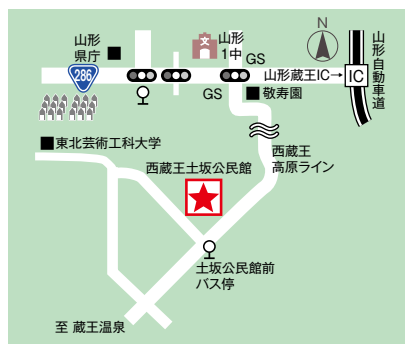 山形
県庁
286
山形
1中
GS
N
山形蔵王IC→
IC
山形自動車道
GS
敬寿園
東北芸術工科大学
西蔵王
高原ライン
西蔵王土坂公民館
土坂公民館前
バス停
至 蔵王温泉